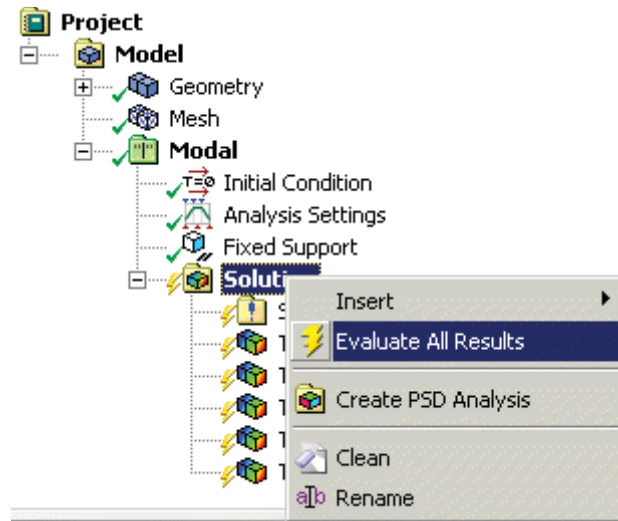 Project
Model
Geometry
Mesh
Modal
T=0 Initial Condition
Analysis Settings
Fixed Support
Insert
Evaluate All Results
Create PSD Analysis
Clean
a|b Rename